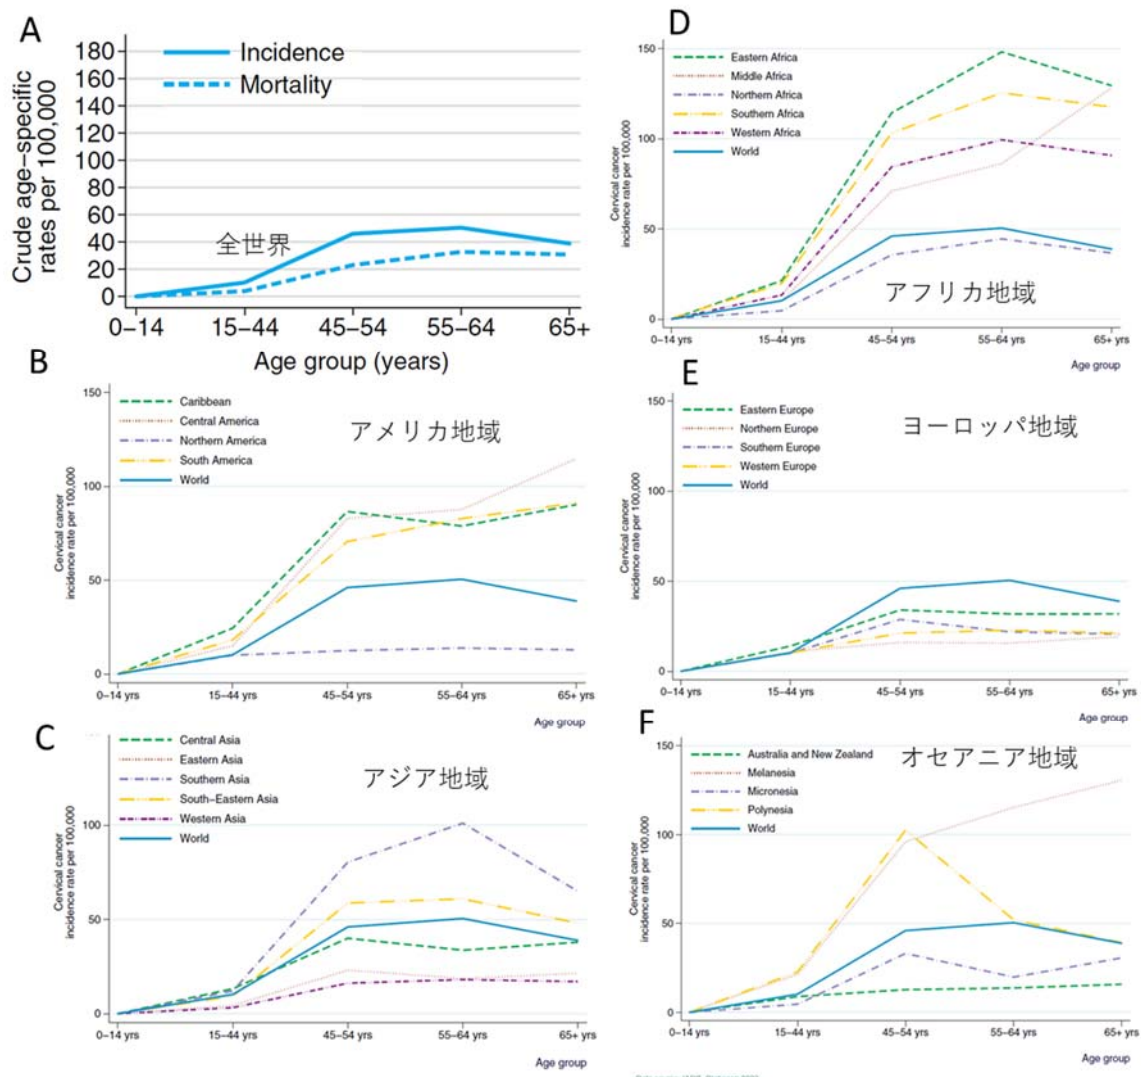 A
Crude age–specific
rates per 100,000
180
160
140
120
100
80
60
40
20
0
Incidence
Mortality
全世界
0–14
15–44
45–54
55–64
65+
Age group (years)
B
Cervical cancer
incidence rate per 100,000
150
100
50
0
Caribbean
Central America
Northern America
South America
World
アメリカ地域
0–14 yrs
15–44 yrs
45–54 yrs
55–64 yrs
65+ yrs
Age group
C
Cervical cancer
incidence rate per 100,000
100
50
0
Central Asia
Eastern Asia
Southern Asia
South–Eastern Asia
Western Asia
World
アジア地域
0–14 yrs
15–44 yrs
45–54 yrs
55–64 yrs
65+ yrs
Age group
D
Cervical cancer
incidence rate per 100,000
150
100
50
0
Eastern Africa
Middle Africa
Northern Africa
Southern Africa
Western Africa
World
アフリカ地域
0–14 yrs
15–44 yrs
45–54 yrs
55–64 yrs
65+ yrs
Age group
E
Cervical cancer
incidence rate per 100,000
150
100
50
0
Eastern Europe
Northern Europe
Southern Europe
Western Europe
World
ヨーロッパ地域
0–14 yrs
15–44 yrs
45–54 yrs
55–64 yrs
65+ yrs
Age group
F
Cervical cancer
incidence rate per 100,000
150
100
50
0
Australia and New Zealand
Melanesia
Micronesia
Polynesia
World
オセアニア地域
0–14 yrs
15–44 yrs
45–54 yrs
55–64 yrs
65+ yrs
Age group